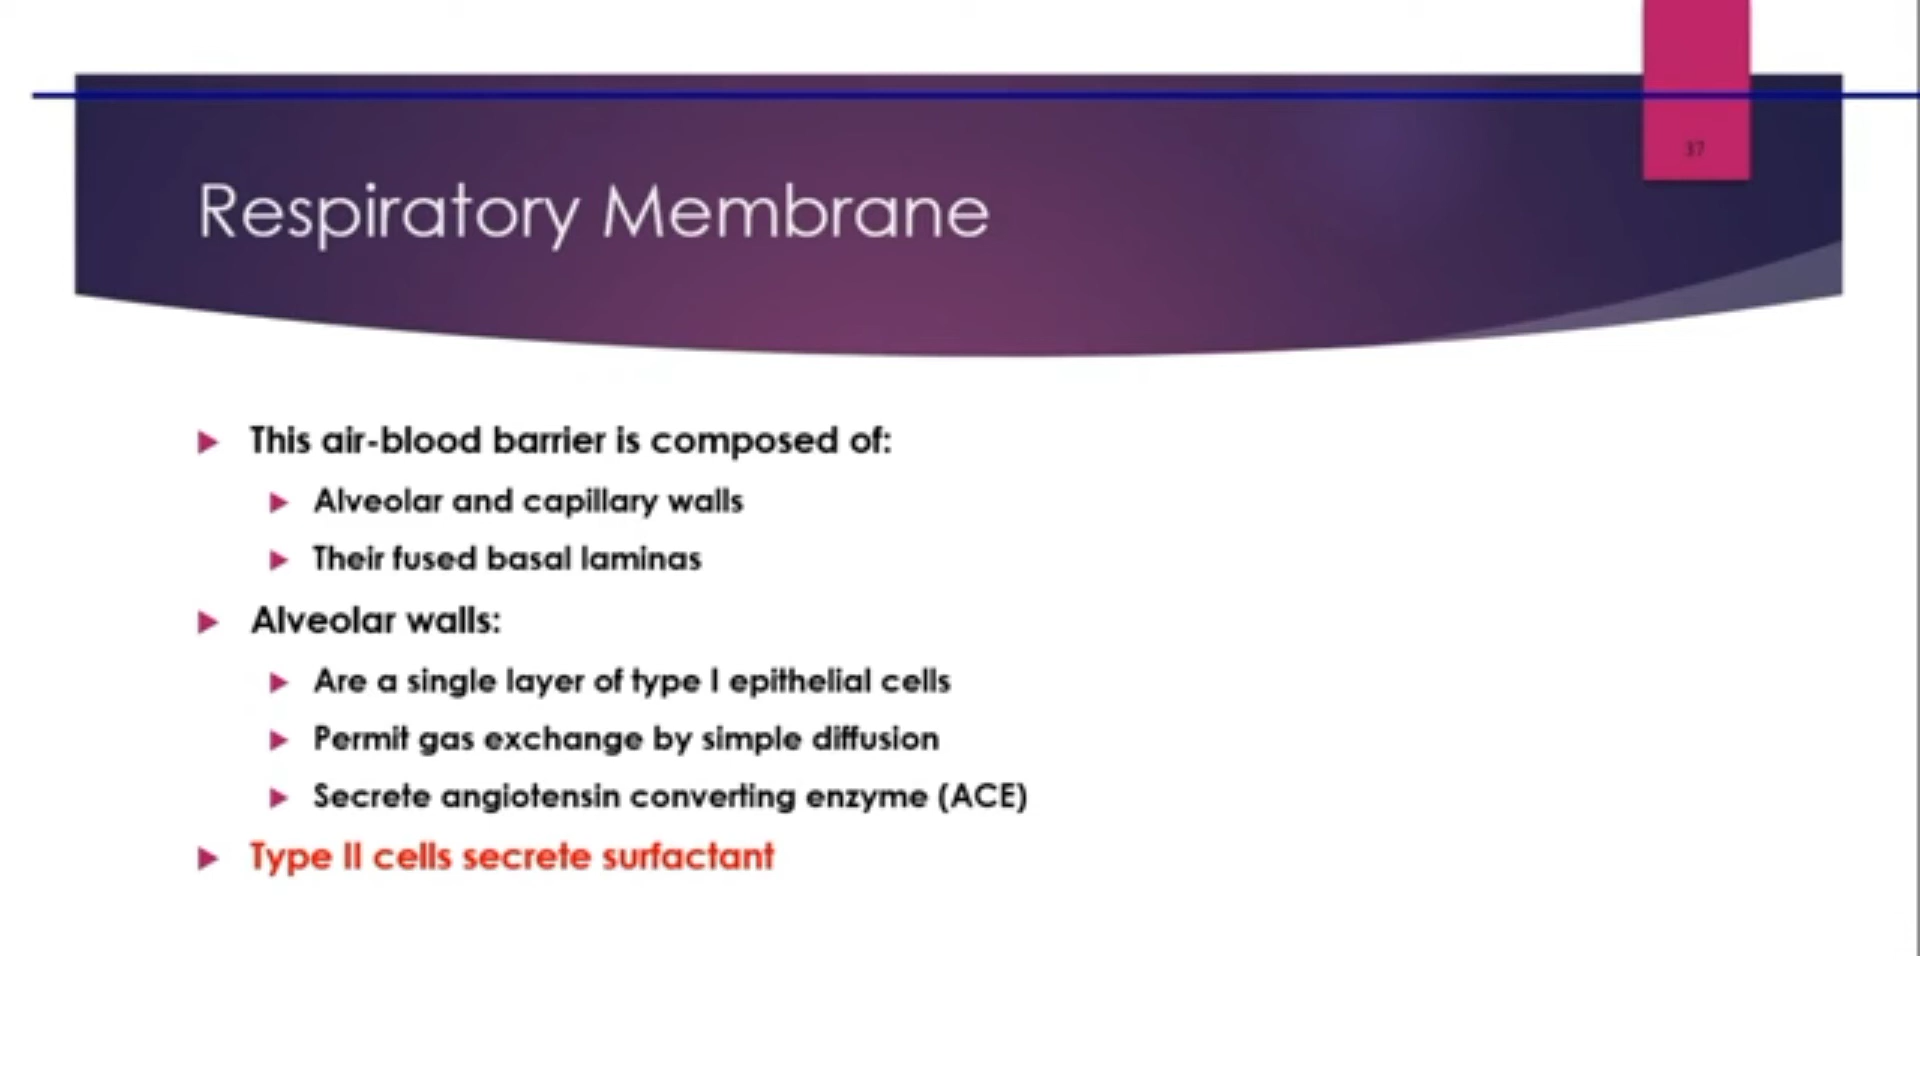 37
Respiratory Membrane
This air-blood barrier is composed of:
Alveolar and capillary walls
Their fused basal laminas
Alveolar walls:
Are a single layer of type I epithelial cells
Permit gas exchange by simple diffusion
Secrete angiotensin converting enzyme (ACE)
Type II cells secrete surfactant